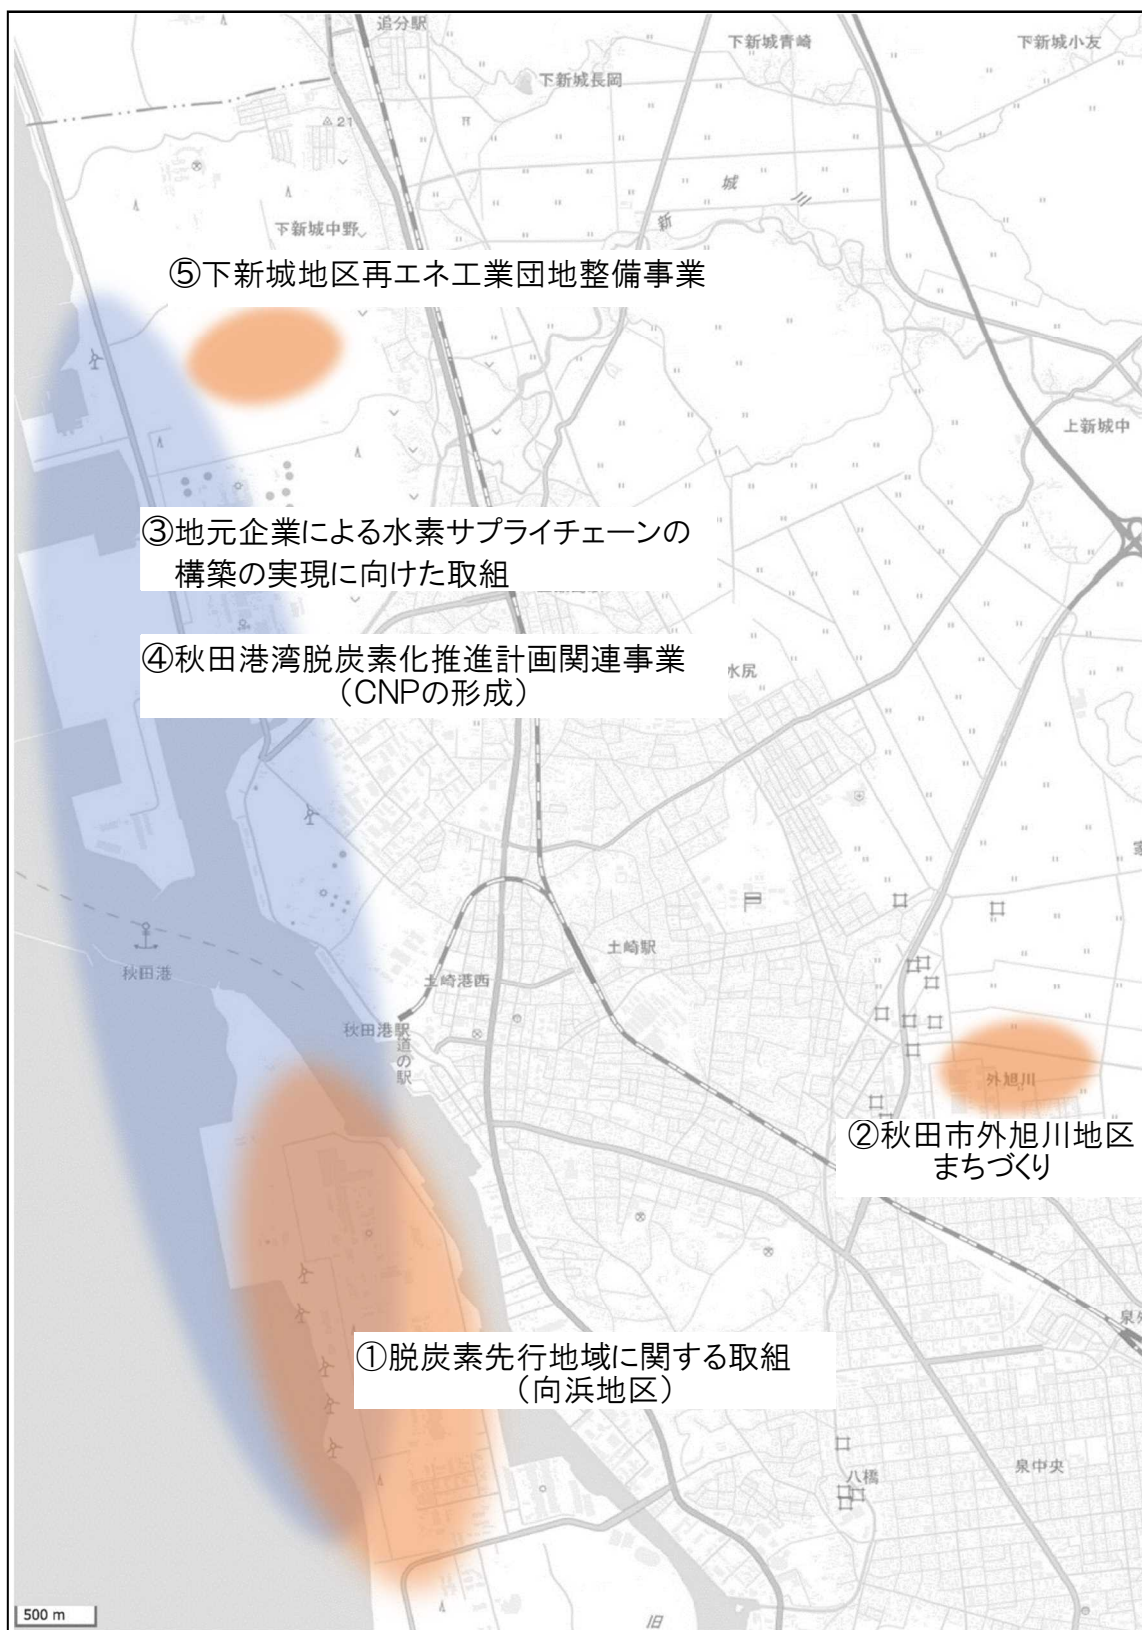 追分駅
下新城青崎
下新城小友
下新城長岡
21
城
川
新
下新城中野
⑤下新城地区再エネ工業団地整備事業
上新城中
③地元企業による水素サプライチェーンの
構築の実現に向けた取組
④秋田港湾脱炭素化推進計画関連事業
（CNPの形成）
水尻
土崎駅
秋田港
土崎港西
秋田港駅
道の駅
外旭川
②秋田市外旭川地区
まちづくり
①脱炭素先行地域に関する取組
（向浜地区）
八橋
泉中央
500 m
旧